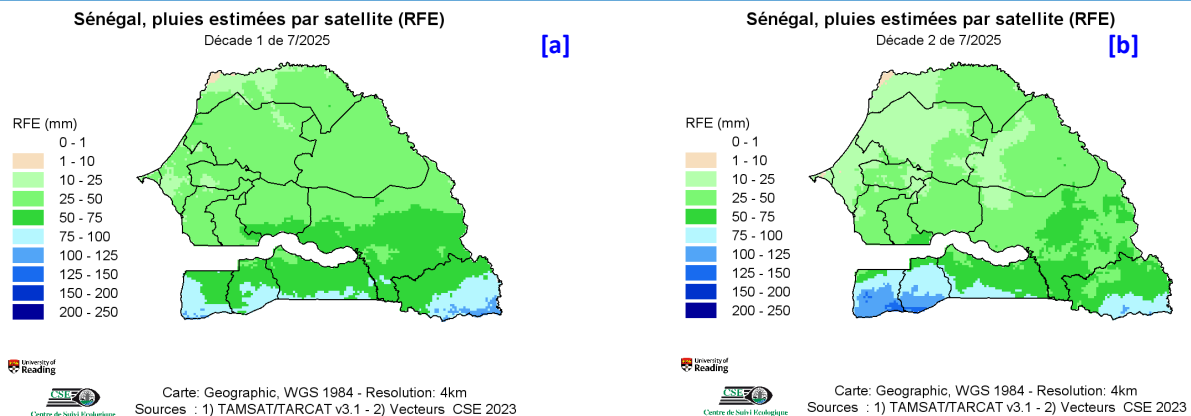 Sénégal, pluies estimées par satellite (RFE)
Décade 1 de 7/2025
[a]
RFE (mm)
0 - 1
1 - 10
10 - 25
25 - 50
50 - 75
75 - 100
100 - 125
125 - 150
150 - 200
200 - 250
University of
Reading
CSE
Centre de Suivi Ecologique
Carte: Geographic, WGS 1984 - Resolution: 4km
Sources : 1) TAMSAT/TARCAT v3.1 - 2) Vecteurs CSE 2023
Sénégal, pluies estimées par satellite (RFE)
Décade 2 de 7/2025
[b]
RFE (mm)
0 - 1
1 - 10
10 - 25
25 - 50
50 - 75
75 - 100
100 - 125
125 - 150
150 - 200
200 - 250
University of
Reading
CSE
Centre de Suivi Ecologique
Carte: Geographic, WGS 1984 - Resolution: 4km
Sources : 1) TAMSAT/TARCAT v3.1 - 2) Vecteurs CSE 2023